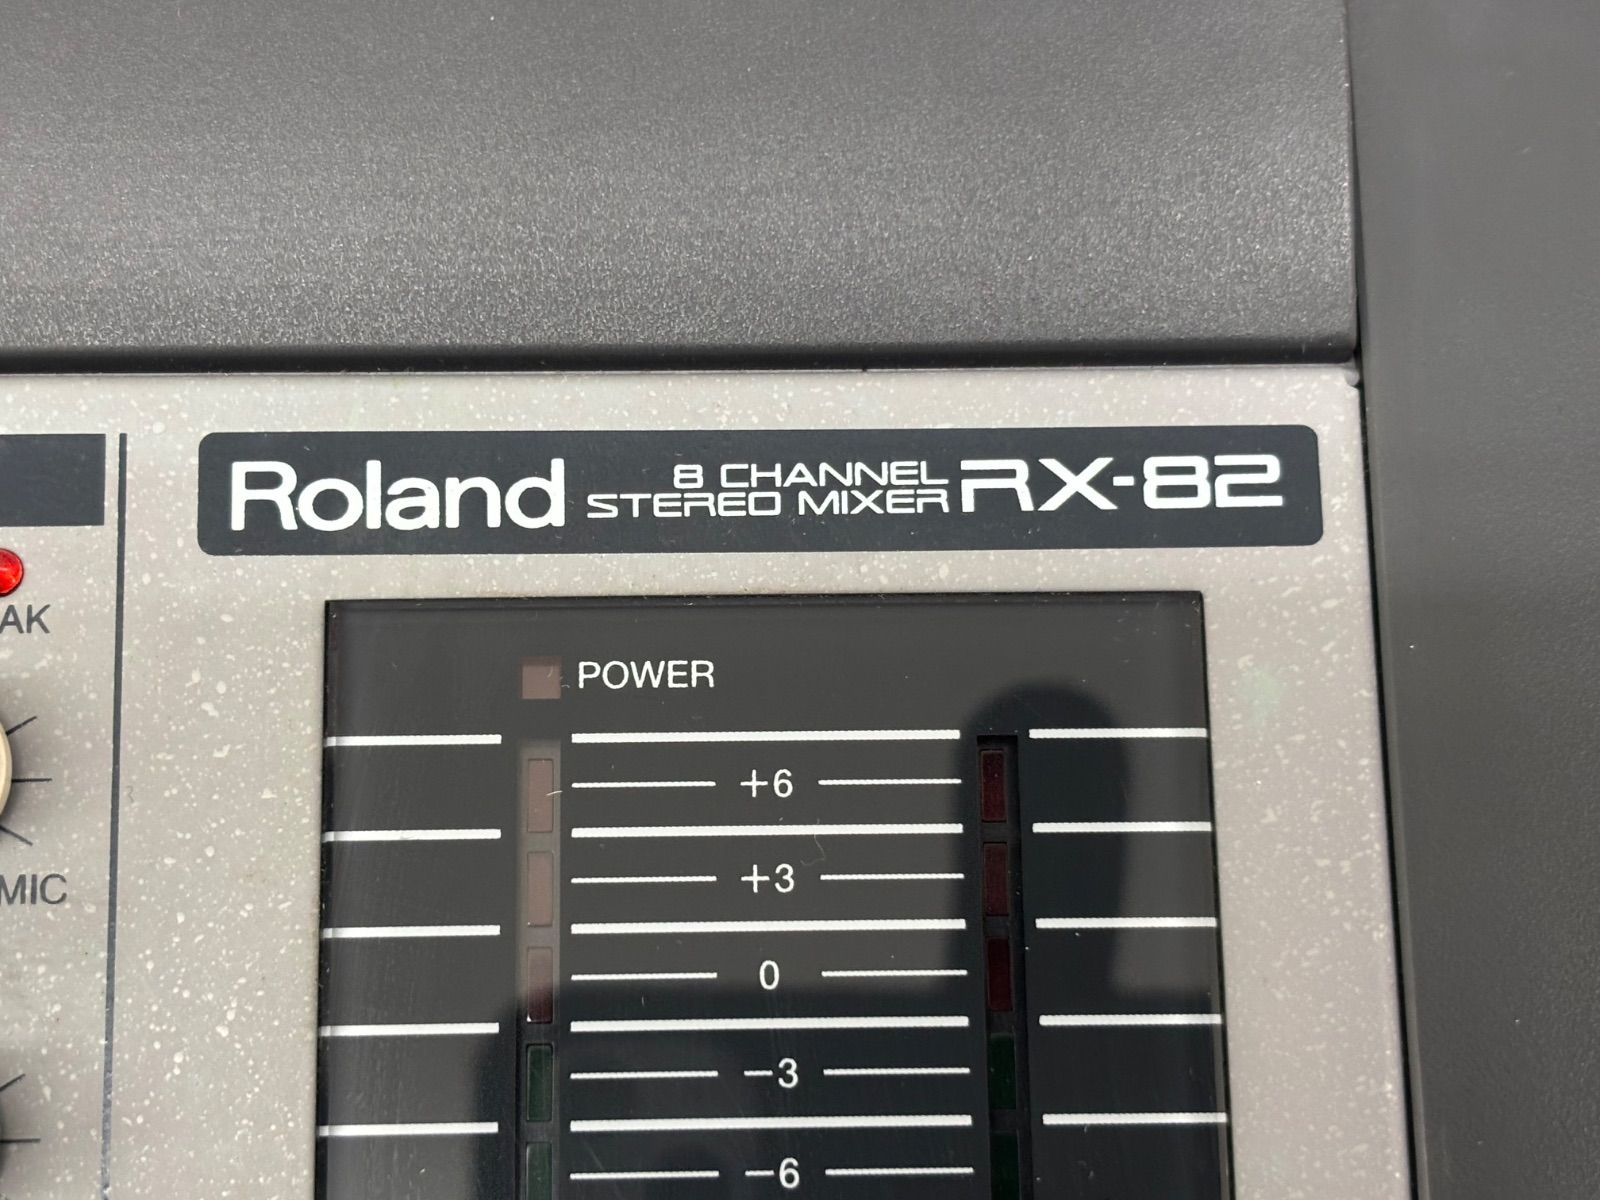 Roland 8 CHANNEL STEREO MIXER RX-82
POWER
+6
+3
0
−3
−6
MIC